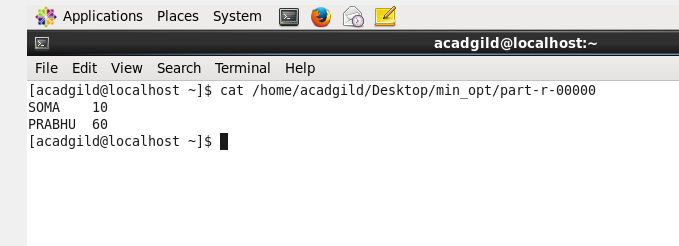 Applications Places System
acadgild@localhost:~
File Edit View Search Terminal Help
[acadgild@localhost ~]$ cat /home/acadgild/Desktop/min_opt/part-r-00000
SOMA    10
PRABHU  60
[acadgild@localhost ~]$